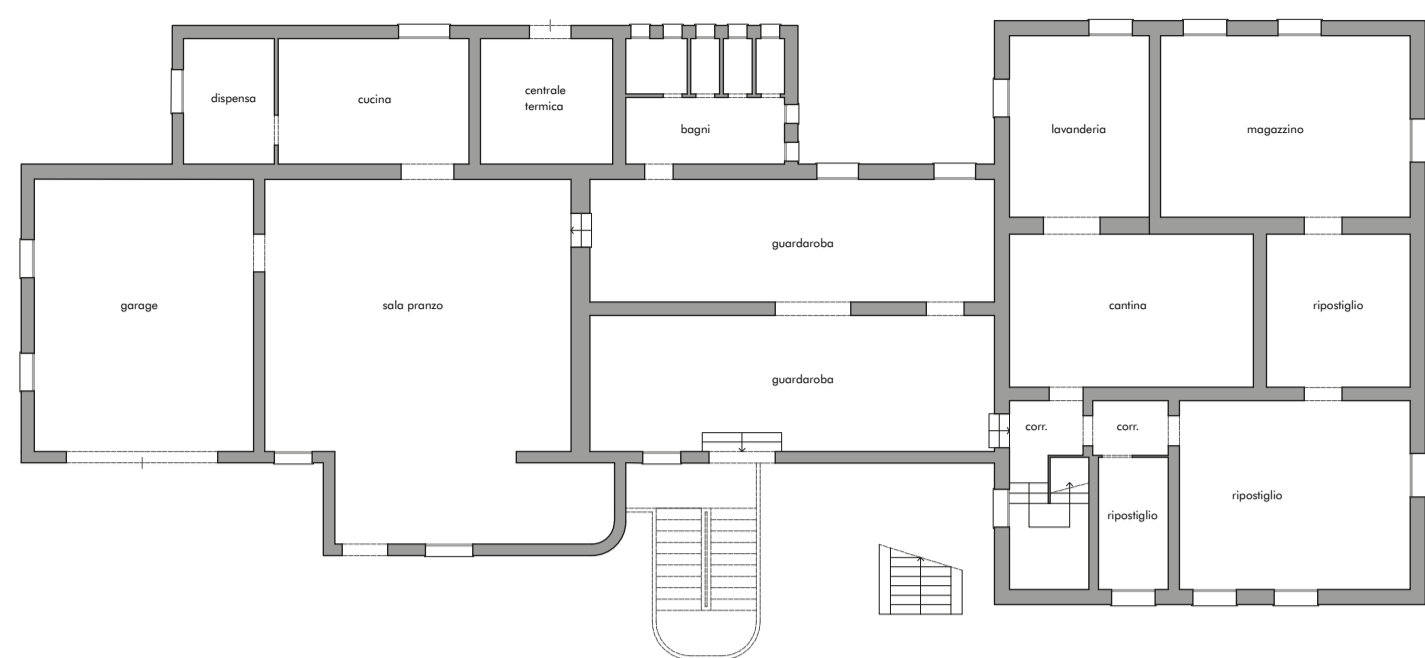 dispensa
cucina
centrale
termica
bagni
lavanderia
magazzino
guardaroba
garage
sala pranzo
cantina
ripostiglio
guardaroba
corr.
corr.
ripostiglio
ripostiglio